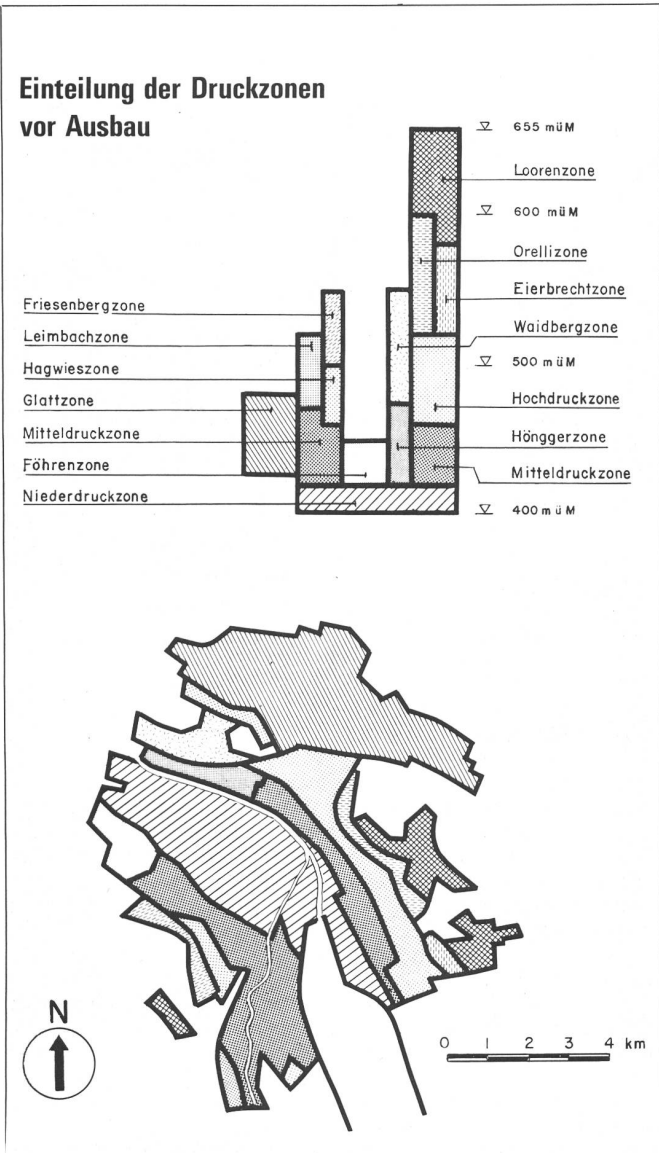 Einteilung der Druckzonen
vor Ausbau
655 müM
Loorenzone
600 müM
Orellizone
Eierbrechtzone
Friesenbergzone
Waidbergzone
Leimbachzone
500 müM
Hagwieszone
Glattzone
Hochdruckzone
Mitteldruckzone
Hönggerzone
Föhrenzone
Mitteldruckzone
Niederdruckzone
400 müM
N
0 1 2 3 4 km